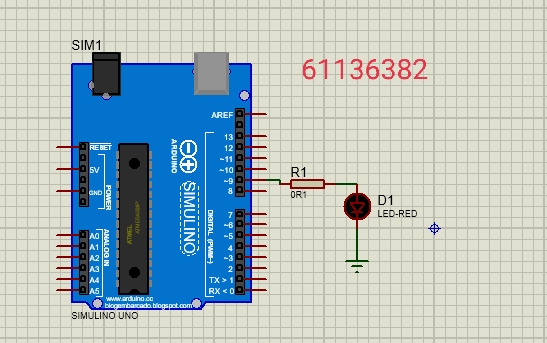 SIM1
61136382
AREF
13
12
~11
~10
~9
8
7
~6
~5
4
~3
2
TX > 1
RX < 0
RESET
5V
GND
POWER
A0
A1
A2
A3
A4
A5
ANALOG IN
ARDUINO
SIMULINO
DIGITAL (PWM~)
www.arduino.cc
blogembarcado.blogspot.com
SIMULINO UNO
R1
0R1
D1
LED-RED